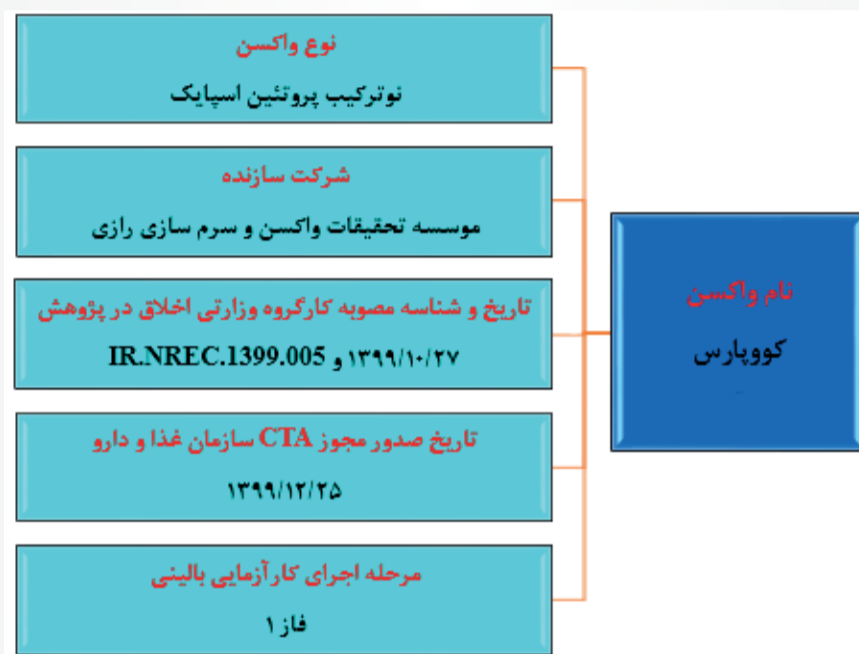 نام واکسن
کووپارس
نوع واکسن
نوترکیب پروتئین اسپایک
شرکت سازنده
موسسه تحقیقات واکسن و سرم سازی رازی
تاریخ و شناسه مصوبه کارگروه وزارتی اخلاق در پژوهش
۱۳۹۹/۱۰/۲۷ و IR.NREC.1399.005
تاریخ صدور مجوز CTA سازمان غذا و دارو
۱۳۹۹/۱۲/۲۵
مرحله اجرای کارآزمایی بالینی
فاز ۱